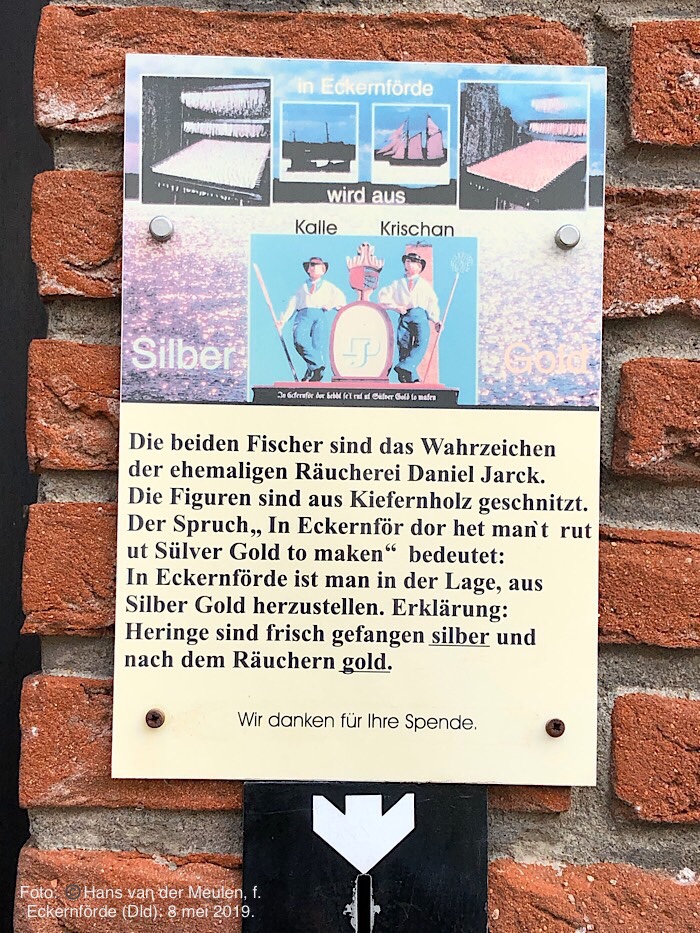 in Eckernförde
wird aus
Kalle Krischan
Silber Gold
Die beiden Fischer sind das Wahrzeichen
der ehemaligen Räucherei Daniel Jarck.
Die Figuren sind aus Kiefernholz geschnitzt.
Der Spruch„ In Eckernför dor het man`t rut
ut Sülver Gold to maken“ bedeutet:
In Eckernförde ist man in der Lage, aus
Silber Gold herzustellen. Erklärung:
Heringe sind frisch gefangen silber und
nach dem Räuchern gold.
Wir danken für Ihre Spende.
Foto: © Hans van der Meulen, f.
Eckernförde (Dld). 8 mei 2019.